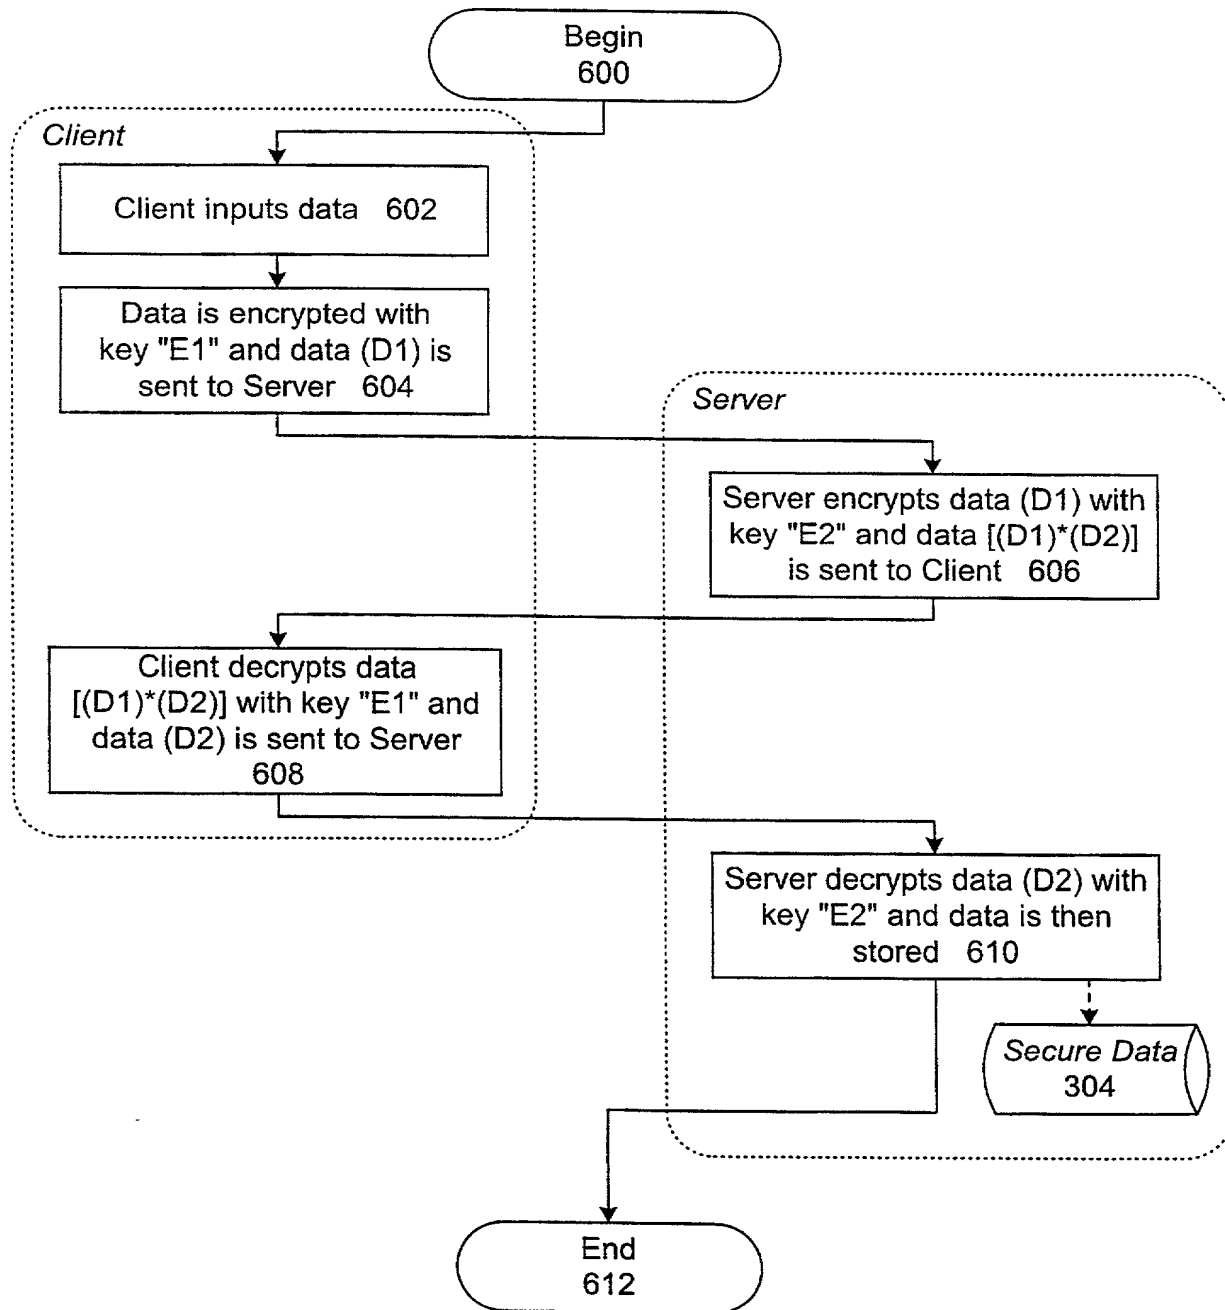 Begin
600
Client
Client inputs data 602
Data is encrypted with
key "E1" and data (D1) is
sent to Server 604
Server
Server encrypts data (D1) with
key "E2" and data [(D1)*(D2)]
is sent to Client 606
Client decrypts data
[(D1)*(D2)] with key "E1" and
data (D2) is sent to Server
608
Server decrypts data (D2) with
key "E2" and data is then
stored 610
Secure Data
304
End
612